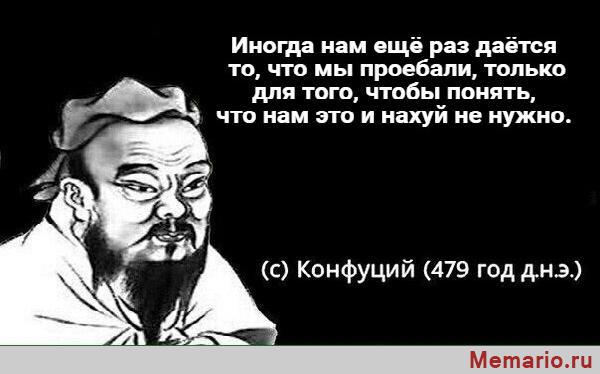 Иногда нам ещё раз даётся
то, что мы проебали, только
для того, чтобы понять,
что нам это и нахуй не нужно.
(с) Конфуций (479 год д.н.э.)
Memario.ru